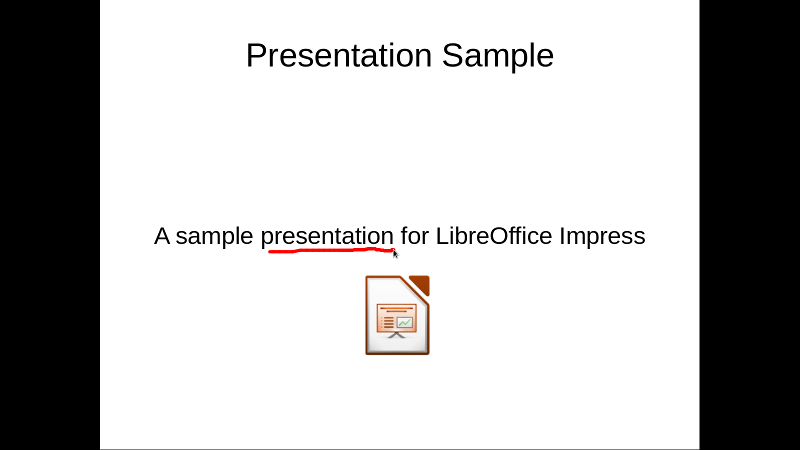 Presentation Sample
A sample presentation for LibreOffice Impress